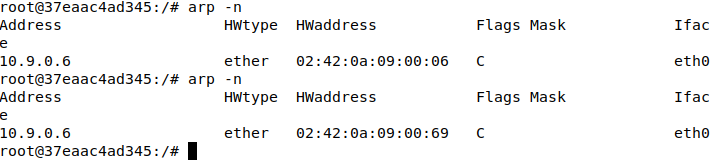 root@37eaac4ad345:/# arp -n
Address                  HWtype  HWaddress           Flags Mask            Ifac
e
10.9.0.6                 ether   02:42:0a:09:00:06   C                     eth0
root@37eaac4ad345:/# arp -n
Address                  HWtype  HWaddress           Flags Mask            Ifac
e
10.9.0.6                 ether   02:42:0a:09:00:69   C                     eth0
root@37eaac4ad345:/#